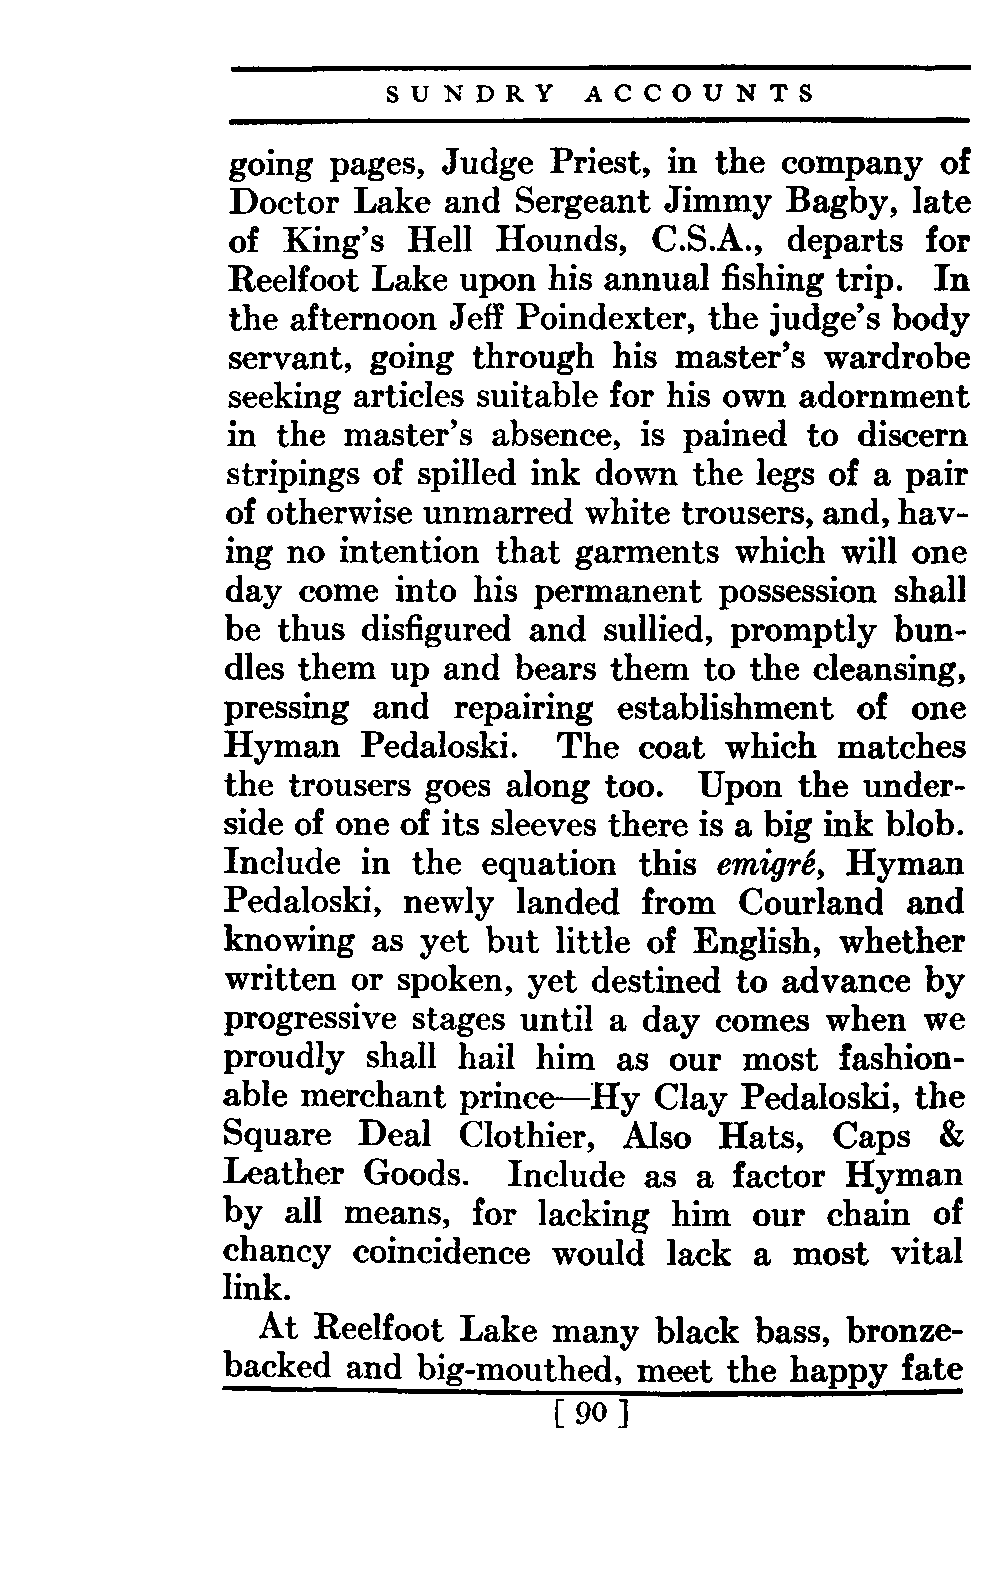 SUNDRY ACCOUNTS
going pages, Judge Priest, in the company of
Doctor Lake and Sergeant Jimmy Bagby, late
of King's Hell Hounds, C.S.A., departs for
Reelfoot Lake upon his annual fishing trip. In
the afternoon Jeff Poindexter, the judge's body
servant, going through his master's wardrobe
seeking articles suitable for his own adornment
in the master's absence, is pained to discern
stripings of spilled ink down the legs of a pair
of otherwise unmarred white trousers, and, hav-
ing no intention that garments which will one
day come into his permanent possession shall
be thus disfigured and sullied, promptly bun-
dles them up and bears them to the cleansing,
pressing and repairing establishment of one
Hyman Pedaloski. The coat which matches
the trousers goes along too. Upon the under-
side of one of its sleeves there is a big ink blob.
Include in the equation this emigré, Hyman
Pedaloski, newly landed from Courland and
knowing as yet but little of English, whether
written or spoken, yet destined to advance by
progressive stages until a day comes when we
proudly shall hail him as our most fashion-
able merchant prince—Hy Clay Pedaloski, the
Square Deal Clothier, Also Hats, Caps &
Leather Goods. Include as a factor Hyman
by all means, for lacking him our chain of
chancy coincidence would lack a most vital
link.
At Reelfoot Lake many black bass, bronze-
backed and big-mouthed, meet the happy fate
[ 90 ]